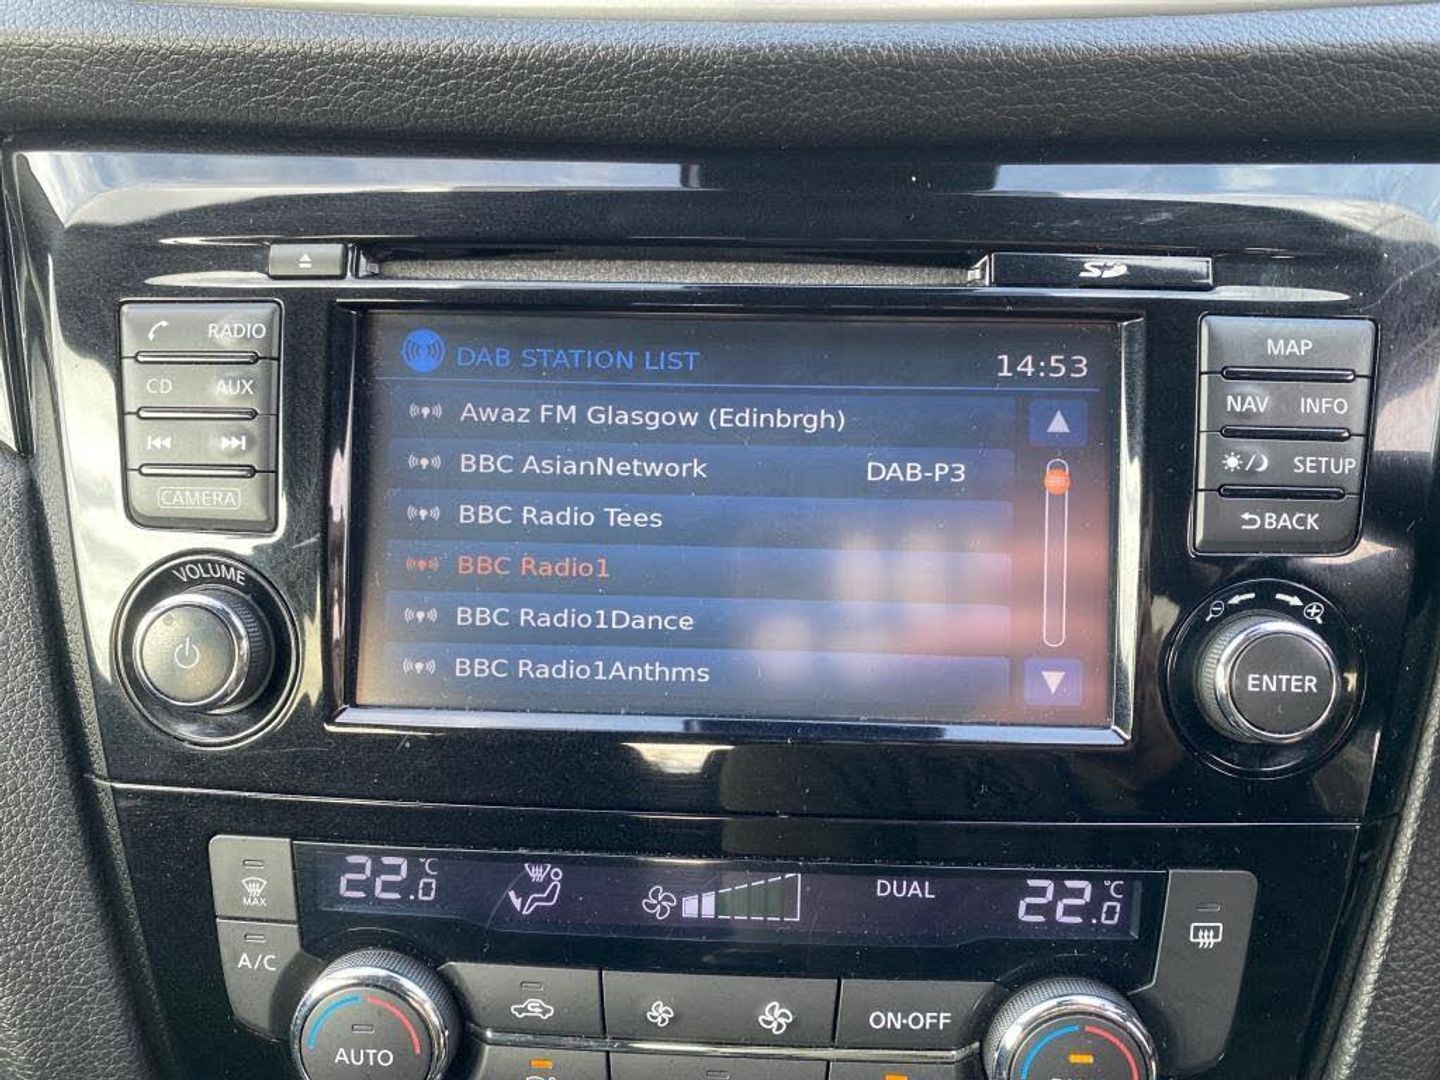 SD
RADIO
CD AUX
CAMERA
VOLUME
DAB STATION LIST 14:53
Awaz FM Glasgow (Edinbrgh)
BBC AsianNetwork DAB-P3
BBC Radio Tees
BBC Radio1
BBC Radio1Dance
BBC Radio1Anthms
MAP
NAV INFO
SETUP
BACK
ENTER
22.0 °C DUAL 22.0 °C
MAX
A/C
AUTO
ON·OFF